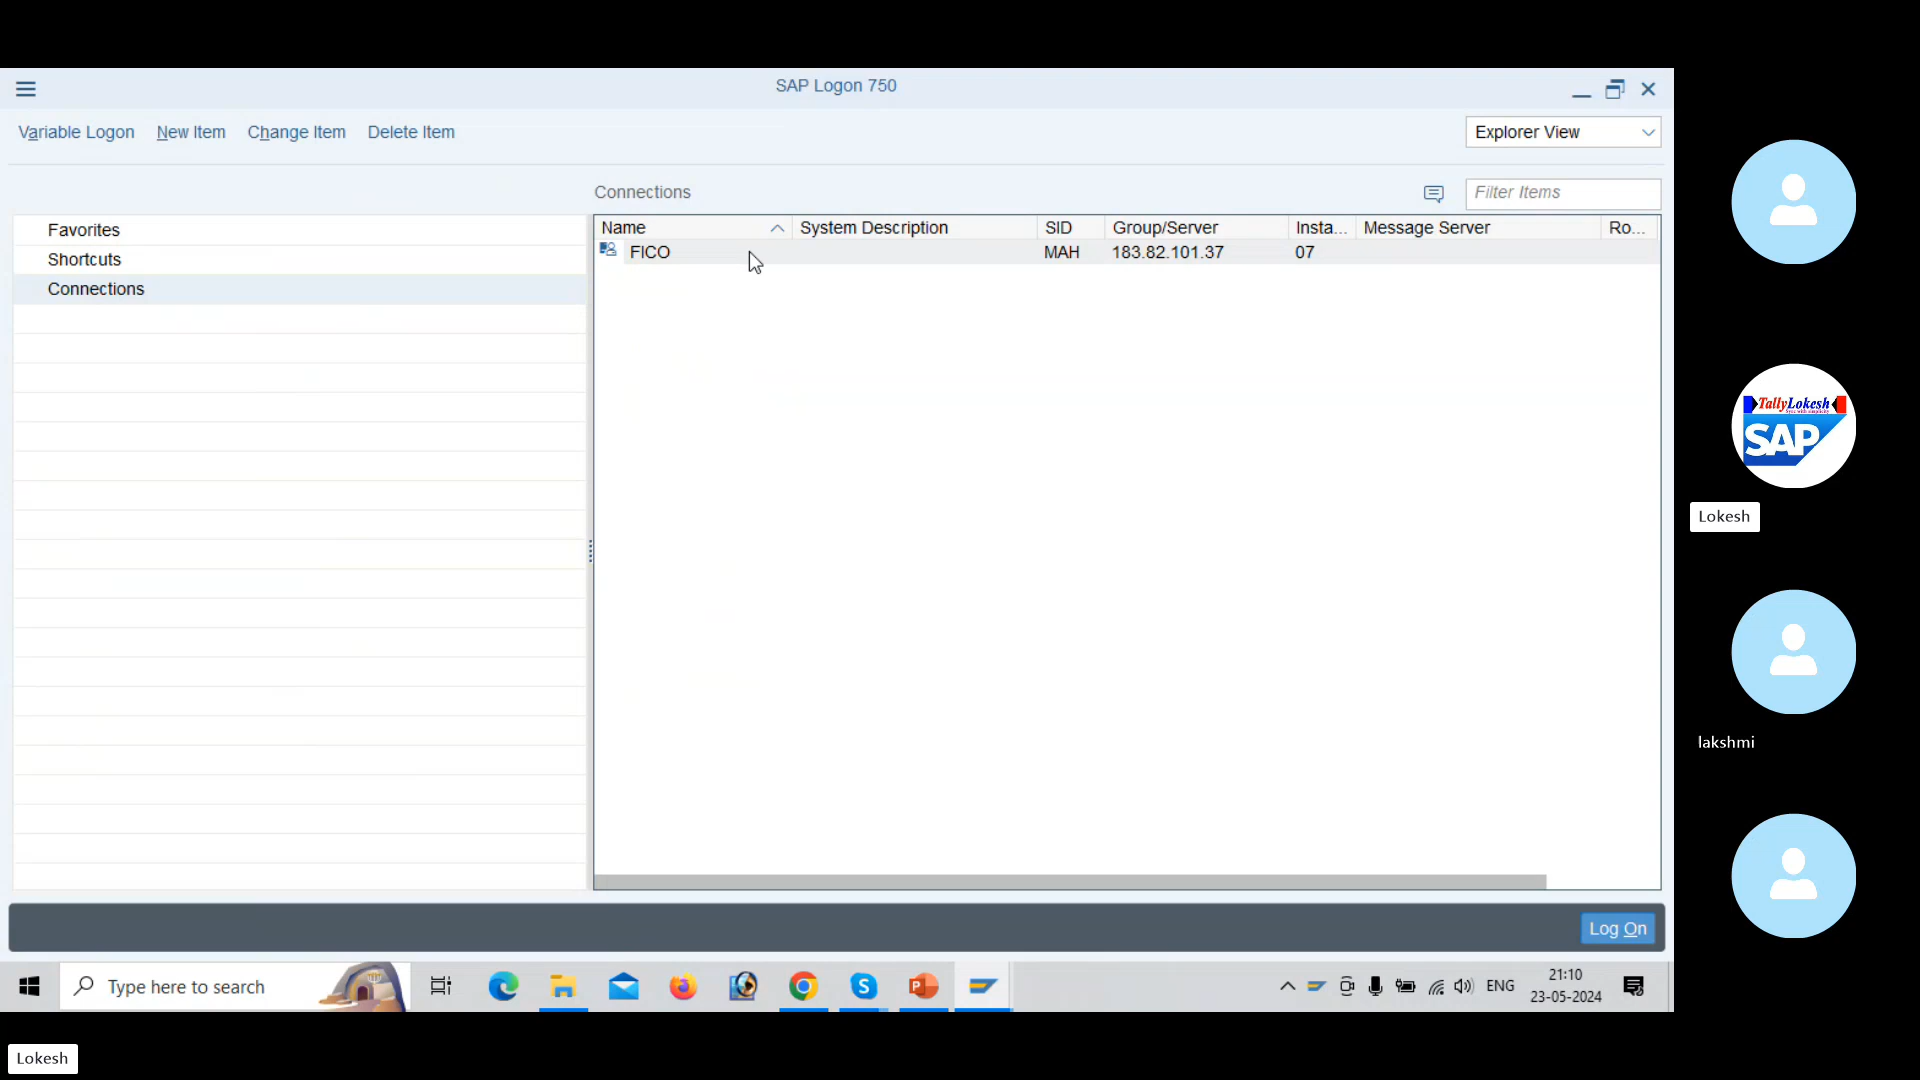 SAP Logon 750
Variable Logon New Item Change Item Delete Item
Explorer View
Connections
Filter Items
Favorites
Shortcuts
Connections
Name System Description SID Group/Server Insta... Message Server Ro...
FICO MAH 183.82.101.37 07
Log On
Type here to search
ENG
21:10
23-05-2024
TallyLokesh
SAP
Lokesh
lakshmi
Lokesh